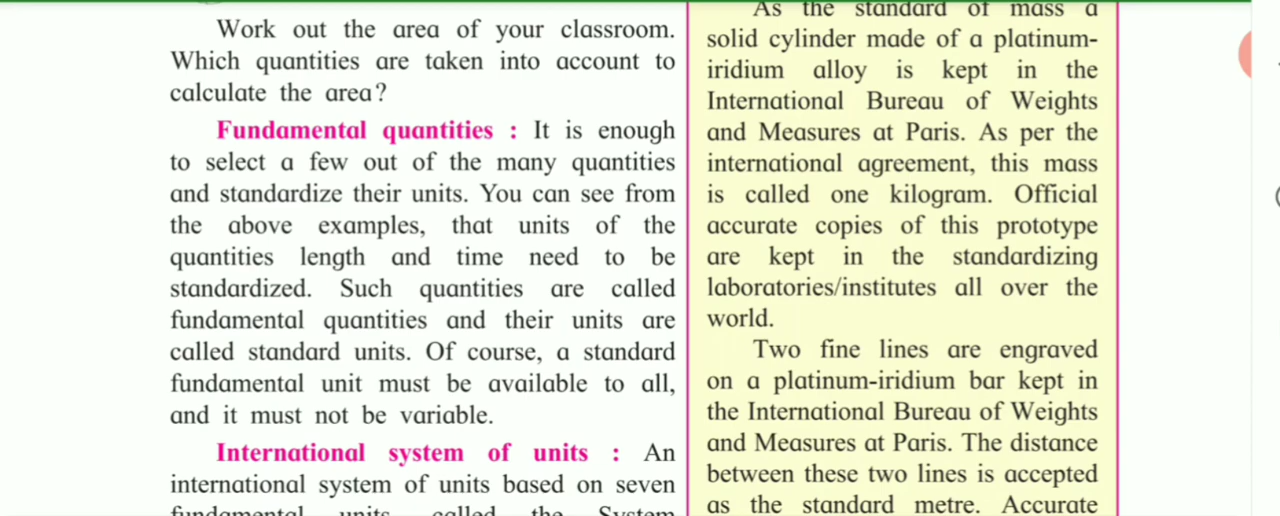 Work out the area of your classroom.
Which quantities are taken into account to
calculate the area?
Fundamental quantities : It is enough
to select a few out of the many quantities
and standardize their units. You can see from
the above examples, that units of the
quantities length and time need to be
standardized. Such quantities are called
fundamental quantities and their units are
called standard units. Of course, a standard
fundamental unit must be available to all,
and it must not be variable.
International system of units : An
international system of units based on seven
fundamental units called the System
As the standard of mass a
solid cylinder made of a platinum-
iridium alloy is kept in the
International Bureau of Weights
and Measures at Paris. As per the
international agreement, this mass
is called one kilogram. Official
accurate copies of this prototype
are kept in the standardizing
laboratories/institutes all over the
world.
Two fine lines are engraved
on a platinum-iridium bar kept in
the International Bureau of Weights
and Measures at Paris. The distance
between these two lines is accepted
as the standard metre. Accurate